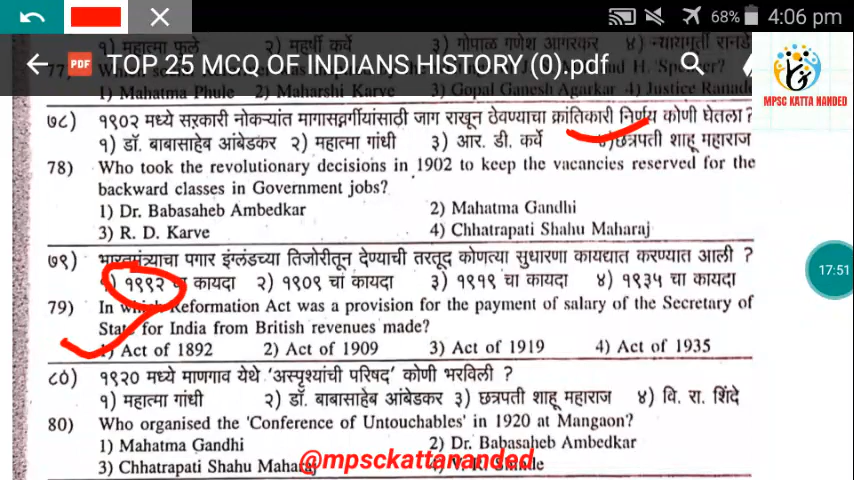 68% 4:06 pm
PDF TOP 25 MCQ OF INDIANS HISTORY (0).pdf
१) महात्मा फुले २) महर्षी कर्वे ३) गोपाळ गणेश आगरकर ४) न्यायमूर्ती रानडे
1) Mahatma Phule 2) Maharshi Karve 3) Gopal Ganesh Agarkar 4) Justice Ranade
MPSC KATTA NANDED
७८) १९०२ मध्ये सरकारी नोकऱ्यांत मागासवर्गीयांसाठी जागा राखून ठेवण्याचा क्रांतिकारी निर्णय कोणी घेतला ?
१) डॉ. बाबासाहेब आंबेडकर २) महात्मा गांधी ३) आर. डी. कर्वे ४) छत्रपती शाहू महाराज
78) Who took the revolutionary decisions in 1902 to keep the vacancies reserved for the
backward classes in Government jobs?
1) Dr. Babasaheb Ambedkar 2) Mahatma Gandhi
3) R. D. Karve 4) Chhatrapati Shahu Maharaj
७९) भारतमंत्र्याचा पगार इंग्लंडच्या तिजोरीतून देण्याची तरतूद कोणत्या सुधारणा कायद्यात करण्यात आली ?
१) १९९२ चा कायदा २) १९०९ चा कायदा ३) १९१९ चा कायदा ४) १९३५ चा कायदा
17:51
79) In which Reformation Act was a provision for the payment of salary of the Secretary of
State for India from British revenues made?
1) Act of 1892 2) Act of 1909 3) Act of 1919 4) Act of 1935
८०) १९२० मध्ये माणगाव येथे ‘अस्पृश्यांची परिषद’ कोणी भरविली ?
१) महात्मा गांधी २) डॉ. बाबासाहेब आंबेडकर ३) छत्रपती शाहू महाराज ४) वि. रा. शिंदे
80) Who organised the 'Conference of Untouchables' in 1920 at Mangaon?
1) Mahatma Gandhi 2) Dr. Babasaheb Ambedkar
3) Chhatrapati Shahu Maharaj 4) V. R. Shinde
@mpsckattananded